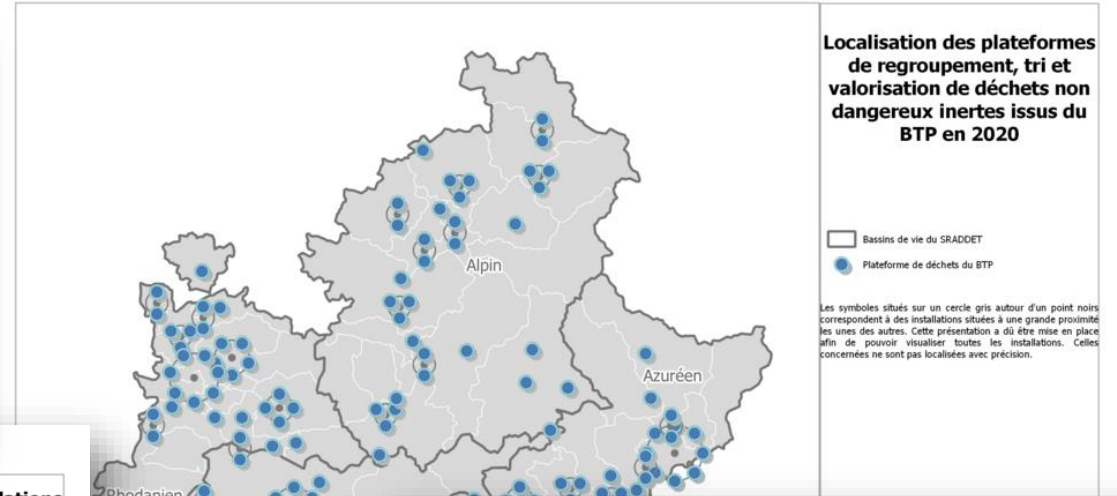 Localisation des plateformes
de regroupement, tri et
valorisation de déchets non
dangereux inertes issus du
BTP en 2020
Bassins de vie du SRADDET
Plateforme de déchets du BTP
Les symboles situés sur un cercle gris autour d'un point noirs
correspondent à des installations situées à une grande proximité
les unes des autres. Cette présentation a dû être mise en place
afin de pouvoir visualiser toutes les installations. Celles
concernées ne sont pas localisées avec précision.
Alpin
Azuréen
Rhodanien